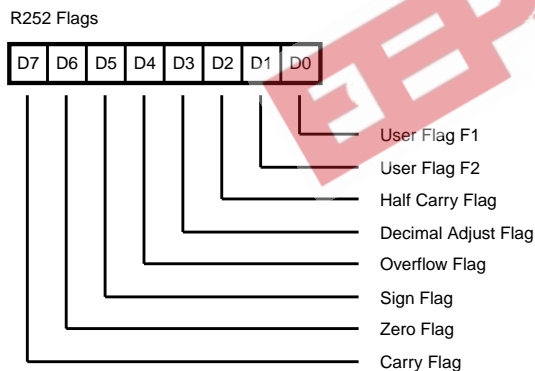 R252 Flags
D7 D6 D5 D4 D3 D2 D1 D0
User Flag F1
User Flag F2
Half Carry Flag
Decimal Adjust Flag
Overflow Flag
Sign Flag
Zero Flag
Carry Flag